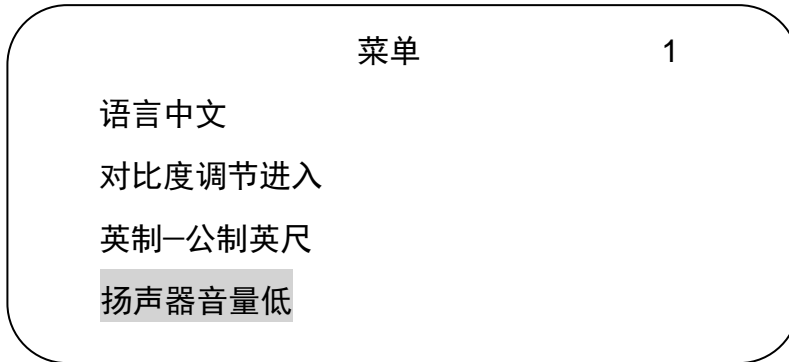 菜单 1
语言中文
对比度调节进入
英制—公制英尺
扬声器音量低